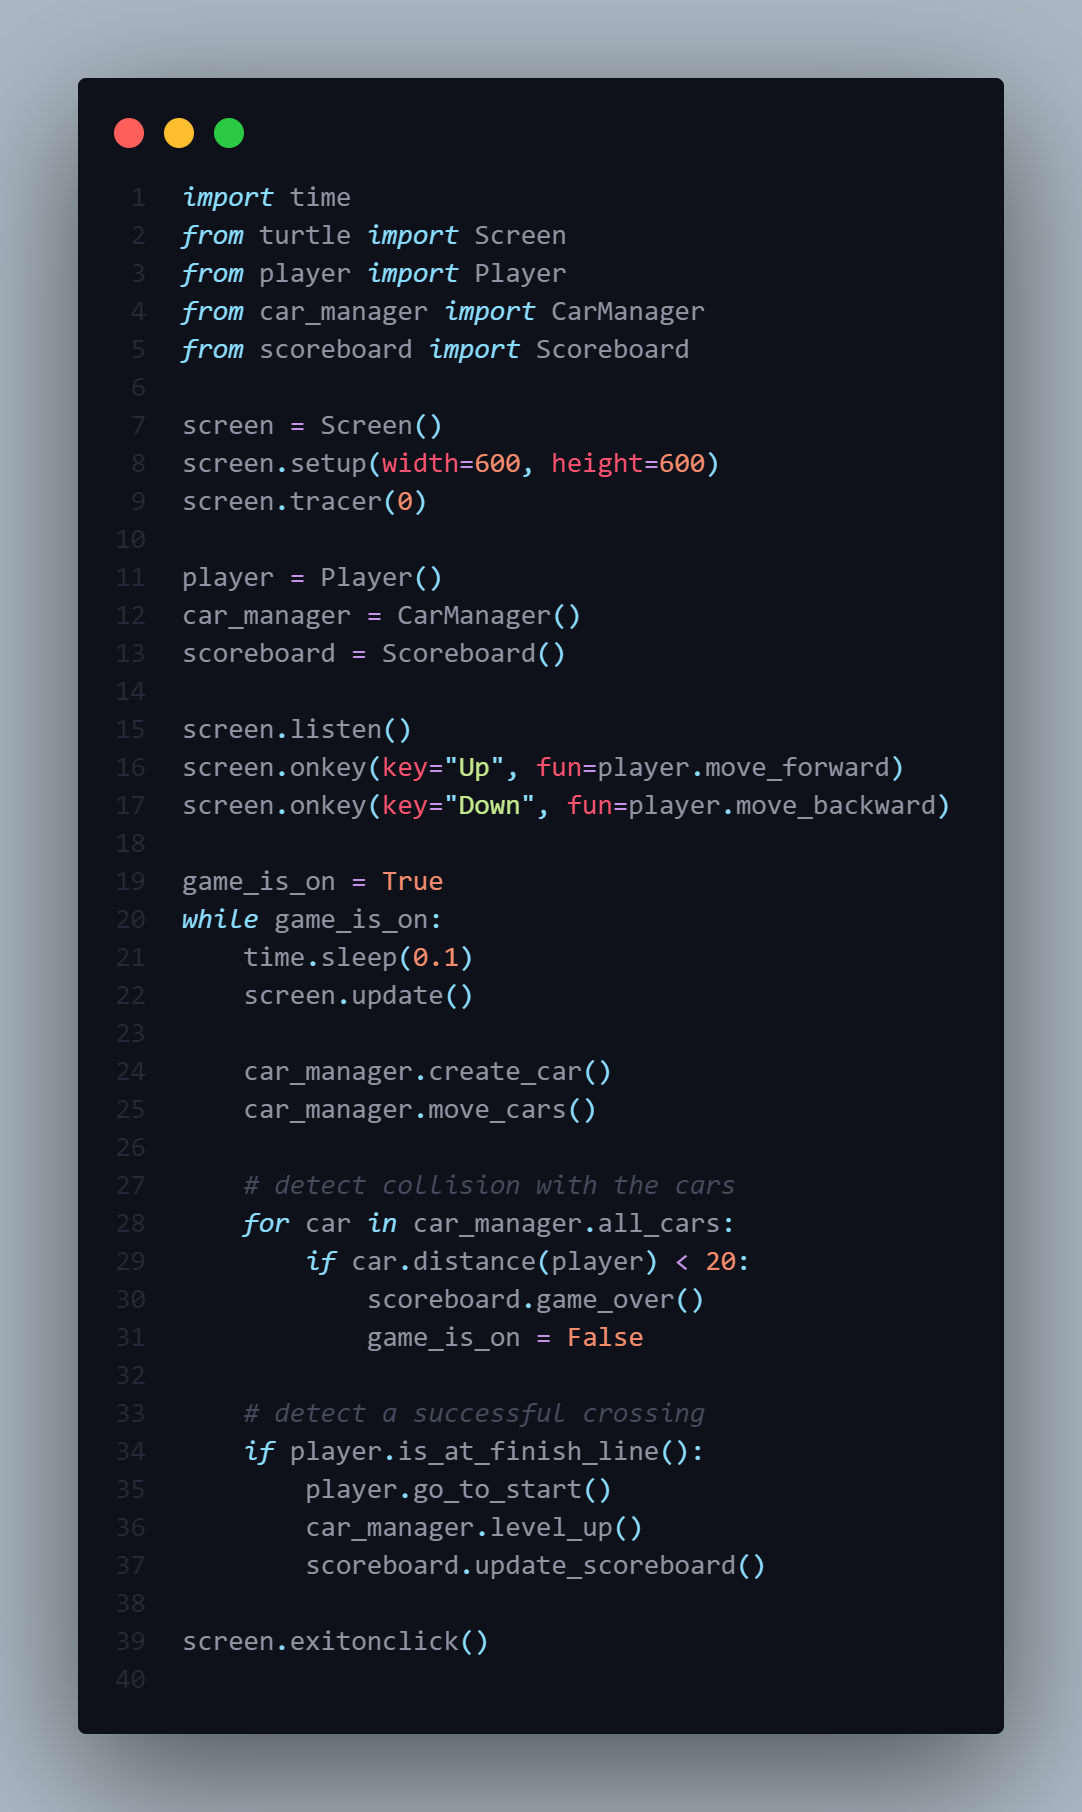 1 import time
2 from turtle import Screen
3 from player import Player
4 from car_manager import CarManager
5 from scoreboard import Scoreboard
6
7 screen = Screen()
8 screen.setup(width=600, height=600)
9 screen.tracer(0)
10
11 player = Player()
12 car_manager = CarManager()
13 scoreboard = Scoreboard()
14
15 screen.listen()
16 screen.onkey(key="Up", fun=player.move_forward)
17 screen.onkey(key="Down", fun=player.move_backward)
18
19 game_is_on = True
20 while game_is_on:
21     time.sleep(0.1)
22     screen.update()
23
24     car_manager.create_car()
25     car_manager.move_cars()
26
27     # detect collision with the cars
28     for car in car_manager.all_cars:
29         if car.distance(player) < 20:
30             scoreboard.game_over()
31             game_is_on = False
32
33     # detect a successful crossing
34     if player.is_at_finish_line():
35         player.go_to_start()
36         car_manager.level_up()
37         scoreboard.update_scoreboard()
38
39 screen.exitonclick()
40